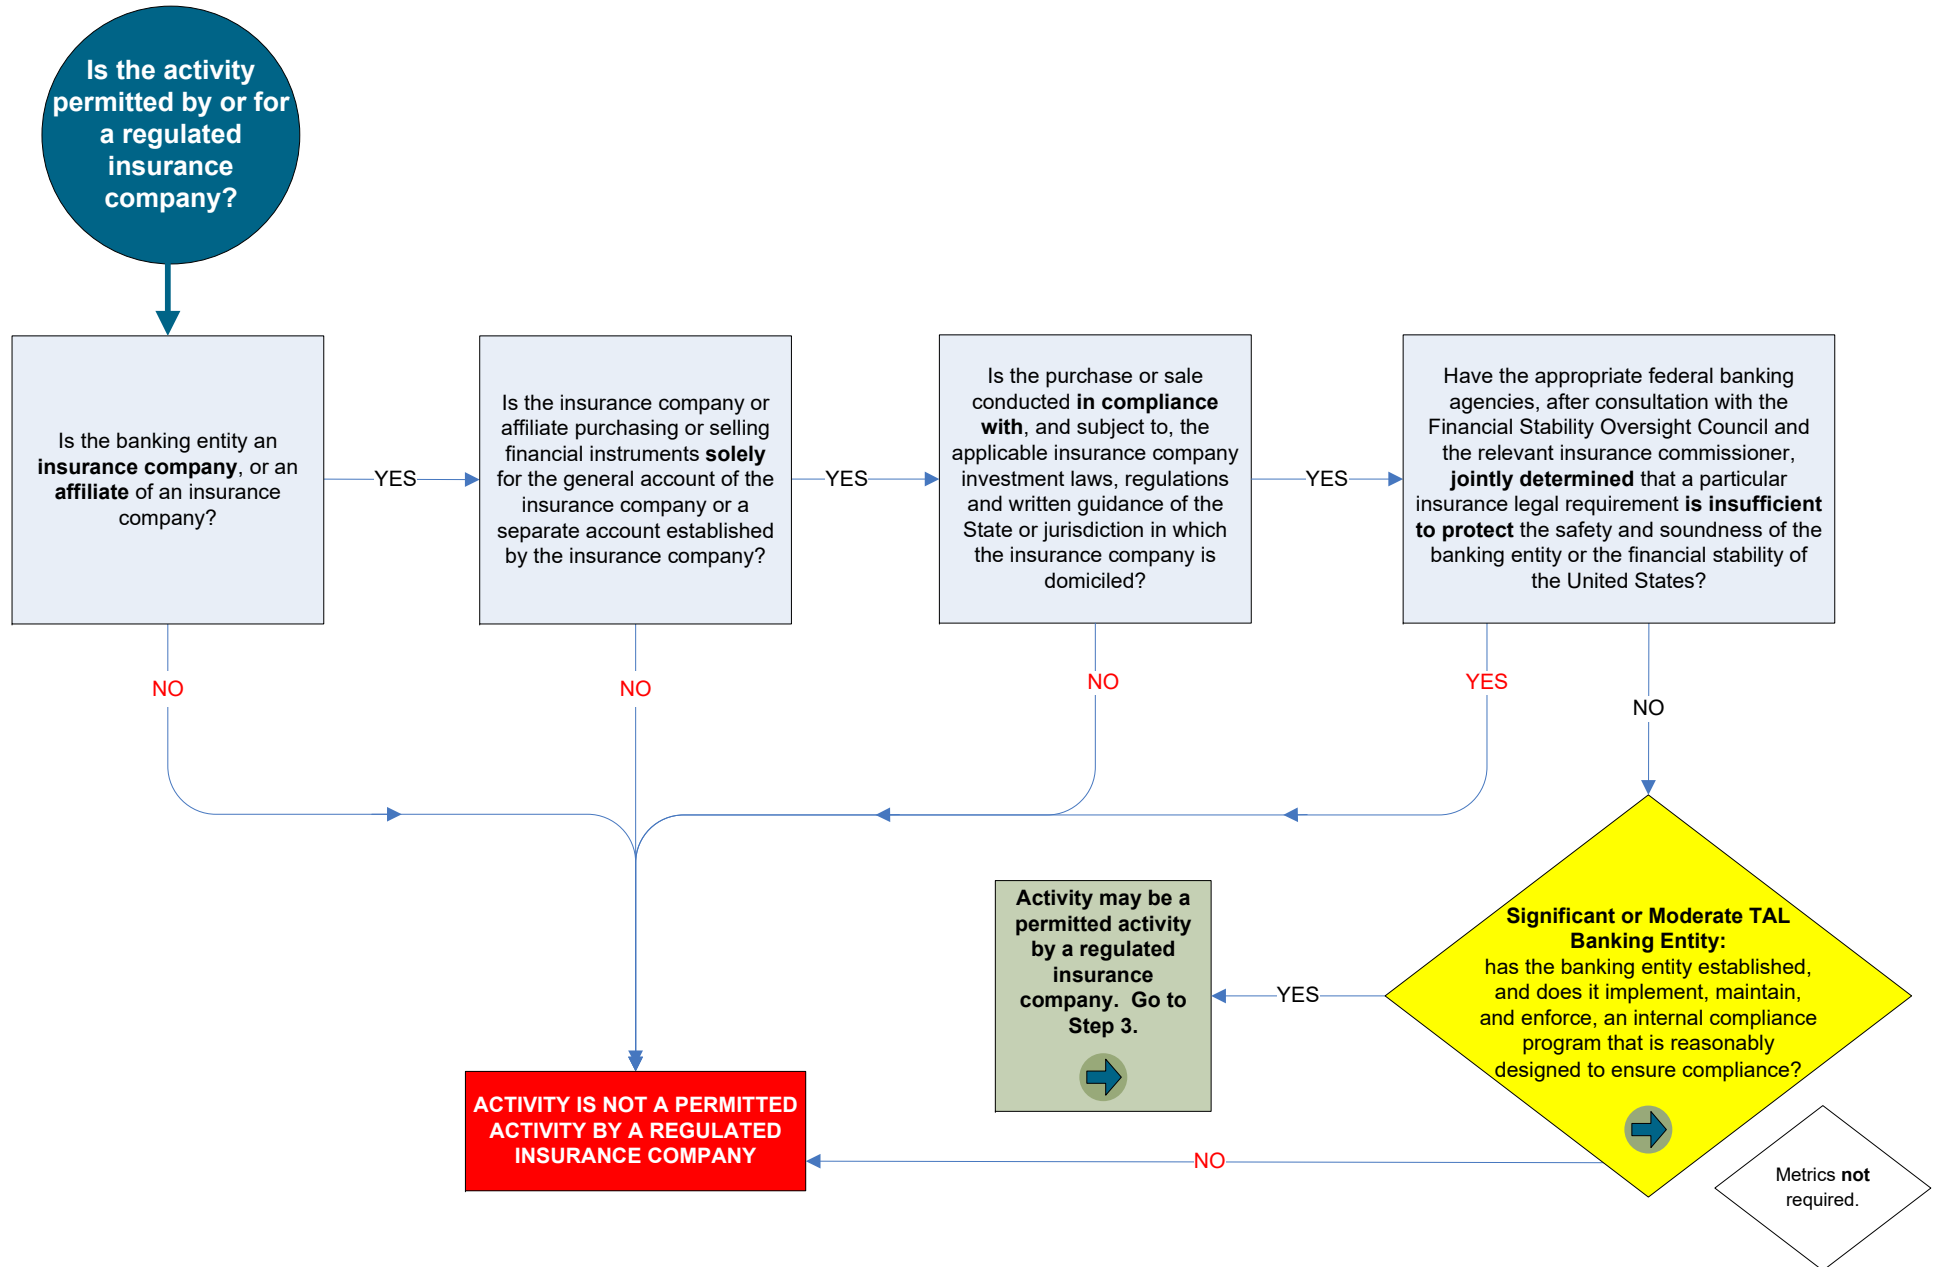 Is the activity
permitted by or for
a regulated
insurance
company?
Is the banking entity an
insurance company, or an
affiliate of an insurance
company?
YES
Is the insurance company or
affiliate purchasing or selling
financial instruments solely
for the general account of the
insurance company or a
separate account established
by the insurance company?
YES
Is the purchase or sale
conducted in compliance
with, and subject to, the
applicable insurance company
investment laws, regulations
and written guidance of the
State or jurisdiction in which
the insurance company is
domiciled?
YES
Have the appropriate federal banking
agencies, after consultation with the
Financial Stability Oversight Council and
the relevant insurance commissioner,
jointly determined that a particular
insurance legal requirement is insufficient
to protect the safety and soundness of the
banking entity or the financial stability of
the United States?
NO
NO
NO
YES
NO
Activity may be a
permitted activity
by a regulated
insurance
company.  Go to
Step 3.
YES
Significant or Moderate TAL
Banking Entity:
has the banking entity established,
and does it implement, maintain,
and enforce, an internal compliance
program that is reasonably
designed to ensure compliance?
ACTIVITY IS NOT A PERMITTED
ACTIVITY BY A REGULATED
INSURANCE COMPANY
NO
Metrics not
required.